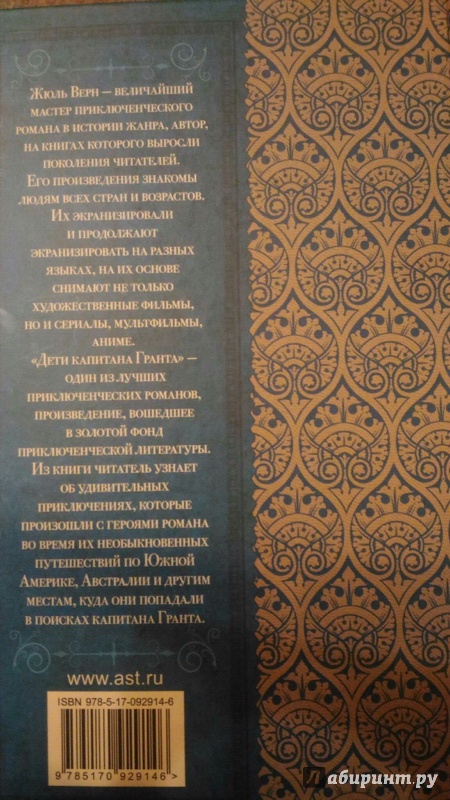 Жюль Верн — величайший
мастер приключенческого
романа в истории жанра, автор,
на книгах которого выросли
поколения читателей.
Его произведения знакомы
людям всех стран и возрастов.
Их экранизировали
и продолжают
экранизировать на разных
языках, на их основе
снимают не только
художественные фильмы,
но и сериалы, мультфильмы,
аниме.
«Дети капитана Гранта» —
один из лучших
приключенческих романов,
произведение, вошедшее
в золотой фонд
приключенческой литературы.
Из книги читатель узнает
об удивительных
приключениях, которые
произошли с героями романа
во время их необыкновенных
путешествий по Южной
Америке, Австралии и другим
местам, куда они попадали
в поисках капитана Гранта.
www.ast.ru
ISBN 978-5-17-092914-6
9 785170 929146 >
Лабиринт.ру